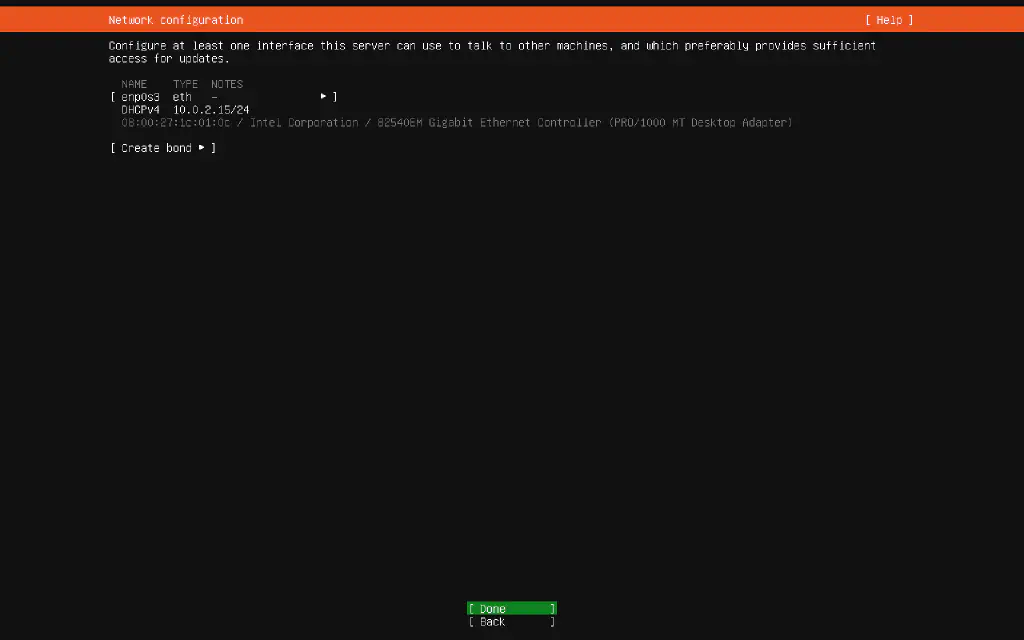 Network configuration [ Help ]
Configure at least one interface this server can use to talk to other machines, and which preferably provides sufficient
access for updates.
NAME TYPE NOTES
[ enp0s3 eth - ▸ ]
DHCPv4 10.0.2.15/24
08:00:27:1c:01:0c / Intel Corporation / 82540EM Gigabit Ethernet Controller (PRO/1000 MT Desktop Adapter)
[ Create bond ▸ ]
[ Done ]
[ Back ]